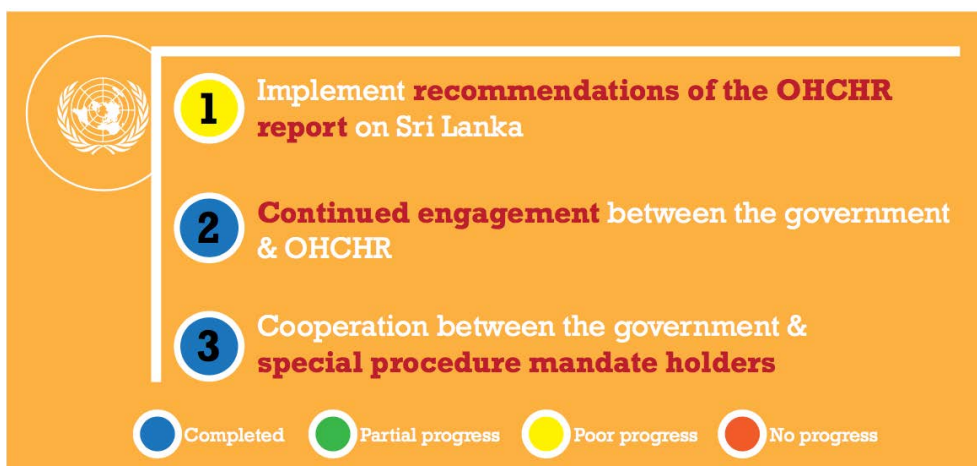 1
Implement recommendations of the OHCHR
report on Sri Lanka
2
Continued engagement between the government
& OHCHR
3
Cooperation between the government &
special procedure mandate holders
Completed Partial progress Poor progress No progress